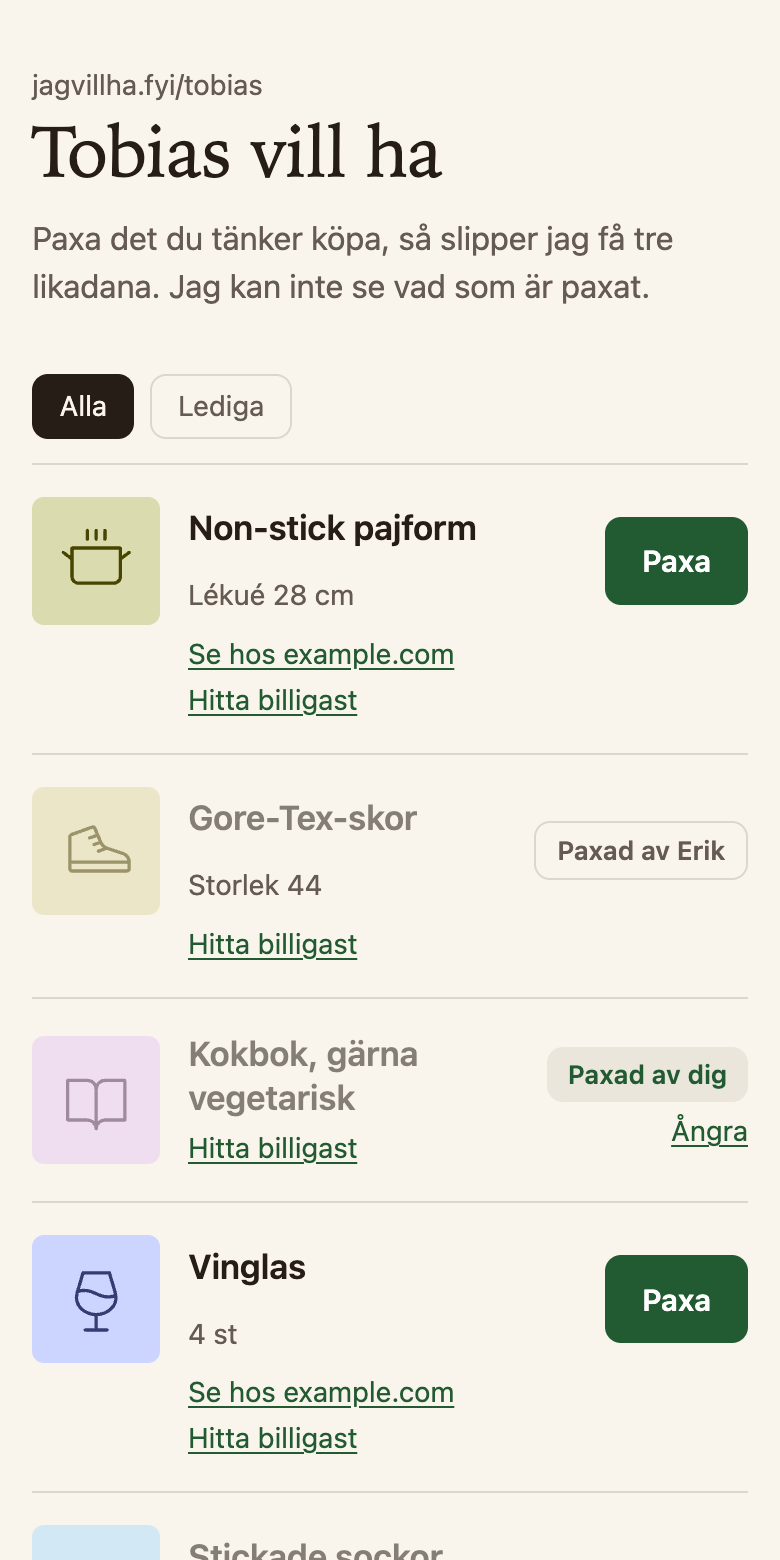 jagvillha.fyi/tobias
Tobias vill ha
Paxa det du tänker köpa, så slipper jag få tre
likadana. Jag kan inte se vad som är paxat.
Alla
Lediga
Non-stick pajform
Paxa
Lékué 28 cm
Se hos example.com
Hitta billigast
Gore-Tex-skor
Paxad av Erik
Storlek 44
Hitta billigast
Kokbok, gärna
vegetarisk
Paxad av dig
Hitta billigast
Ångra
Vinglas
Paxa
4 st
Se hos example.com
Hitta billigast
Stickade sockor